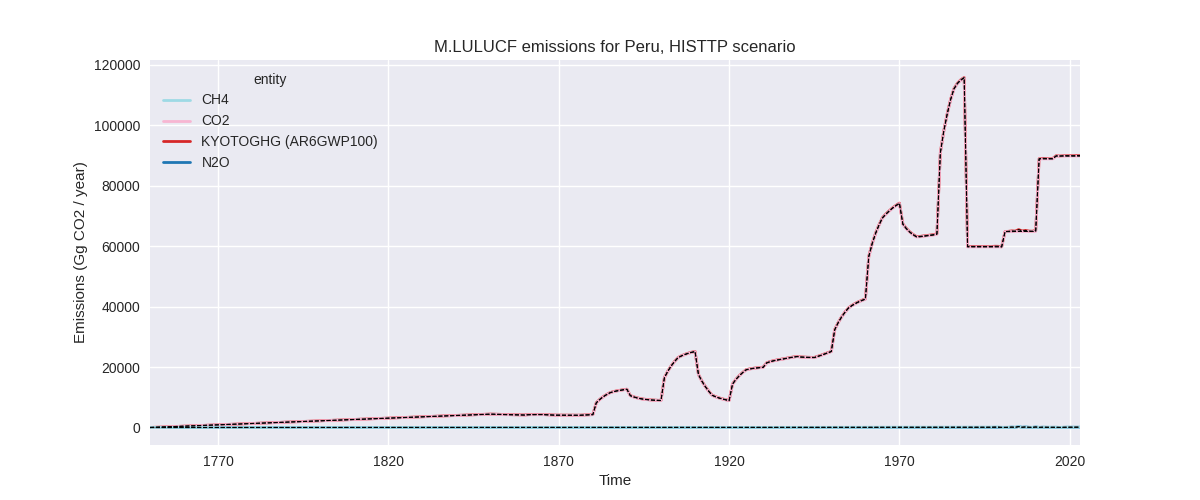 M.LULUCF emissions for Peru, HISTTP scenario
120000
100000
80000
60000
40000
20000
0
Emissions (Gg CO2 / year)
entity
CH4
CO2
KYOTOGHG (AR6GWP100)
N2O
1770
1820
1870
1920
1970
2020
Time